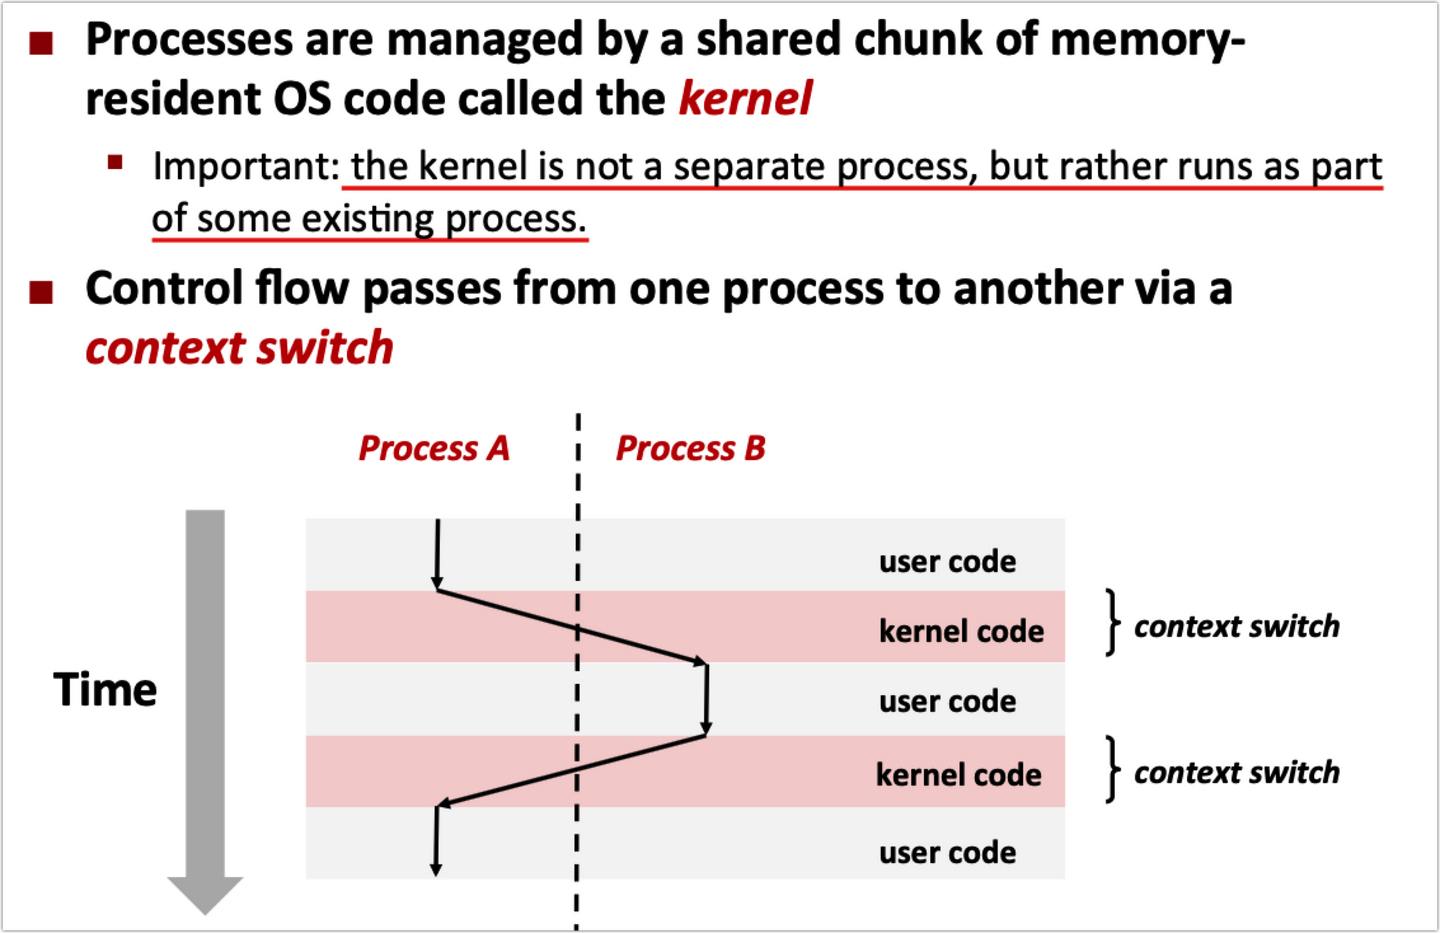 Processes are managed by a shared chunk of memory-
resident OS code called the kernel
Important: the kernel is not a separate process, but rather runs as part
of some existing process.
Control flow passes from one process to another via a
context switch
Process A
Process B
user code
kernel code
context switch
Time
user code
kernel code
context switch
user code